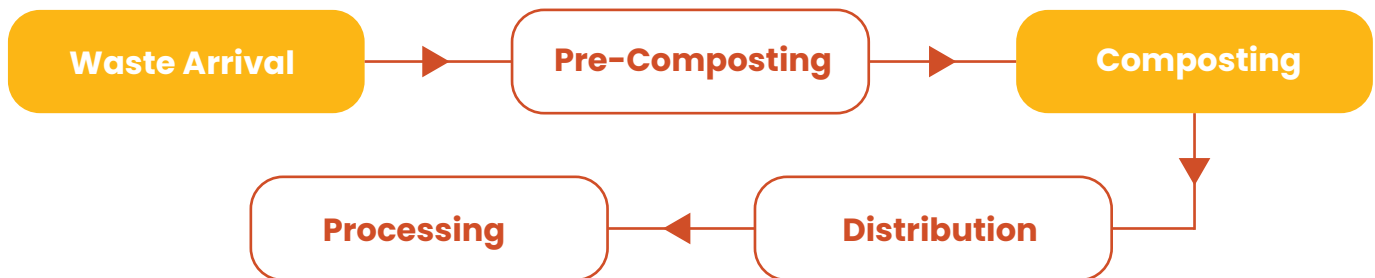 Waste Arrival
Pre-Composting
Composting
Distribution
Processing